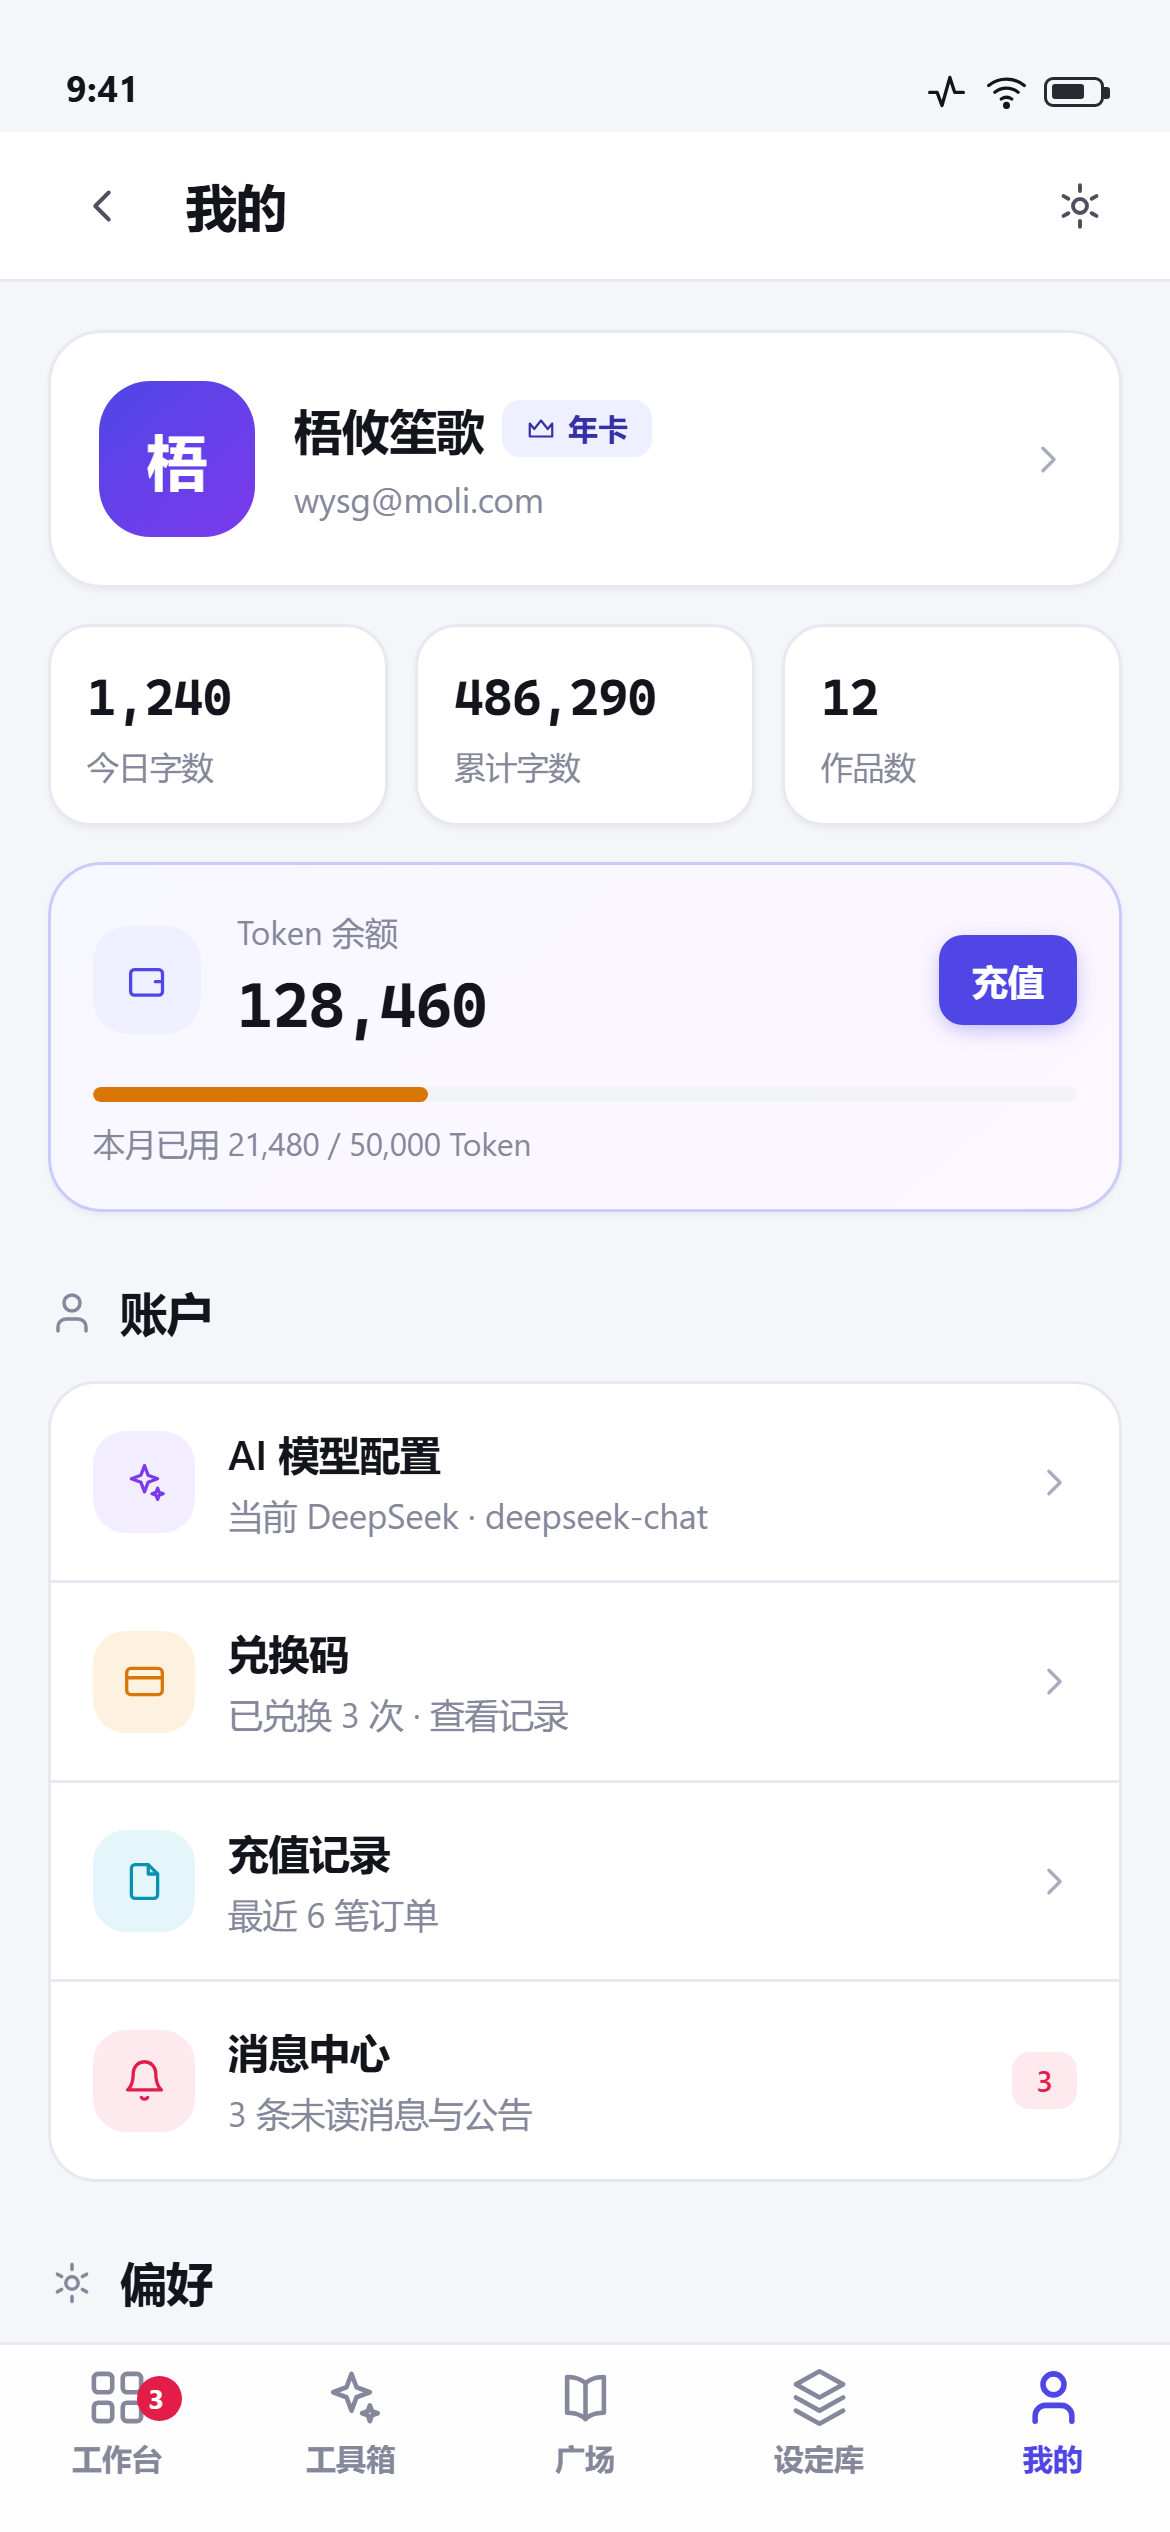 9:41
我的
梧
梧攸笙歌
年卡
wysg@moli.com
1,240
今日字数
486,290
累计字数
12
作品数
Token 余额
128,460
充值
本月已用 21,480 / 50,000 Token
账户
AI 模型配置
当前 DeepSeek · deepseek-chat
兑换码
已兑换 3 次 · 查看记录
充值记录
最近 6 笔订单
消息中心
3 条未读消息与公告
3
偏好
3
工作台
工具箱
广场
设定库
我的